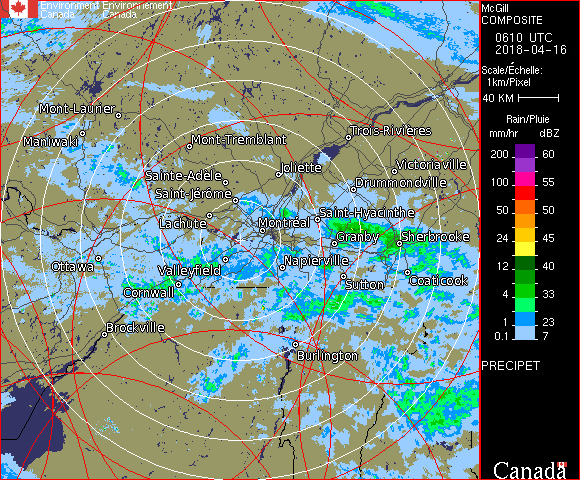 Environment Environnement
Canada Canada
McGill
COMPOSITE
0610 UTC
2018-04-16
Scale/Échelle:
1km/Pixel
40 KM
Rain/Pluie
mm/hr dBZ
200 60
100 55
50 50
24 45
12 40
4 33
1 23
0.1 7
PRECIPET
Canada
Mont-Laurier
Maniwaki
Mont-Tremblant
Trois-Rivières
Sainte-Adèle
Joliette
Victoriaville
Saint-Jérôme
Drummondville
Lachute
Montréal
Saint-Hyacinthe
Granby
Sherbrooke
Ottawa
Valleyfield
Napierville
Cornwall
Sutton
Coaticook
Brockville
Burlington